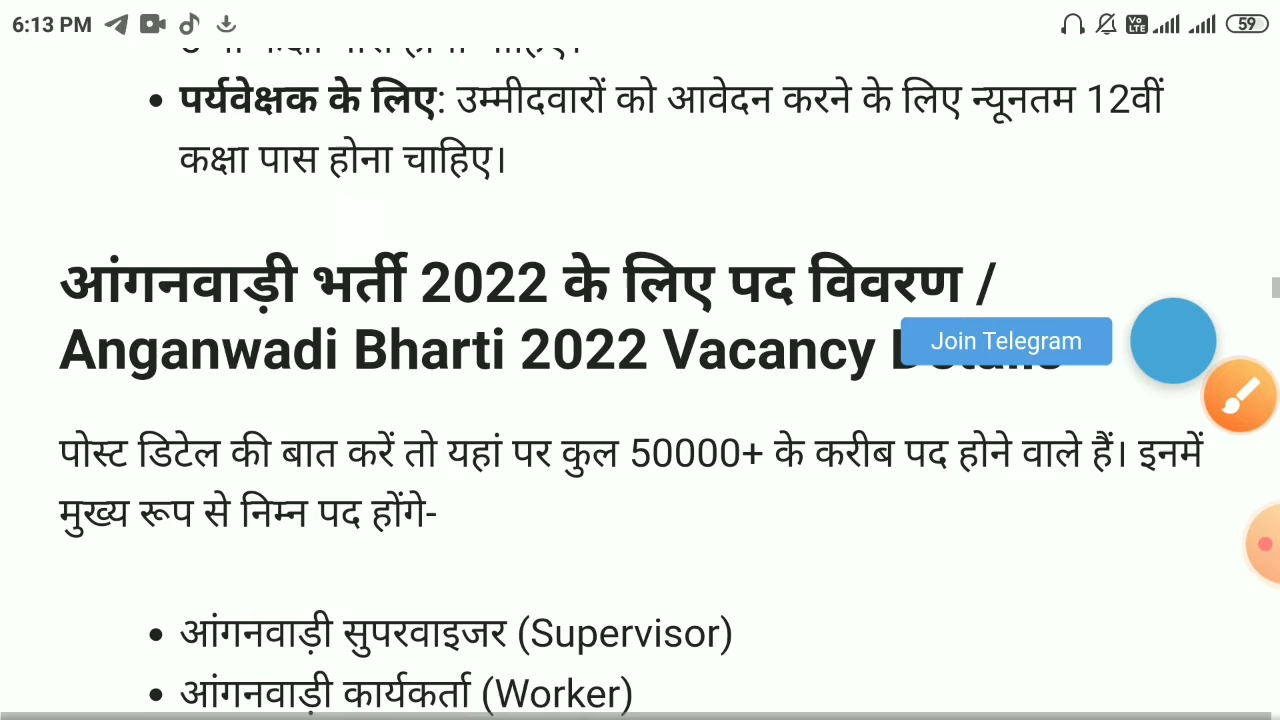 6:13 PM
Vo LTE
59
• पर्यवेक्षक के लिए: उम्मीदवारों को आवेदन करने के लिए न्यूनतम 12वीं
कक्षा पास होना चाहिए।
आंगनवाड़ी भर्ती 2022 के लिए पद विवरण /
Anganwadi Bharti 2022 Vacancy
Join Telegram
पोस्ट डिटेल की बात करें तो यहां पर कुल 50000+ के करीब पद होने वाले हैं। इनमें
मुख्य रूप से निम्न पद होंगे-
• आंगनवाड़ी सुपरवाइजर (Supervisor)
• आंगनवाड़ी कार्यकर्ता (Worker)